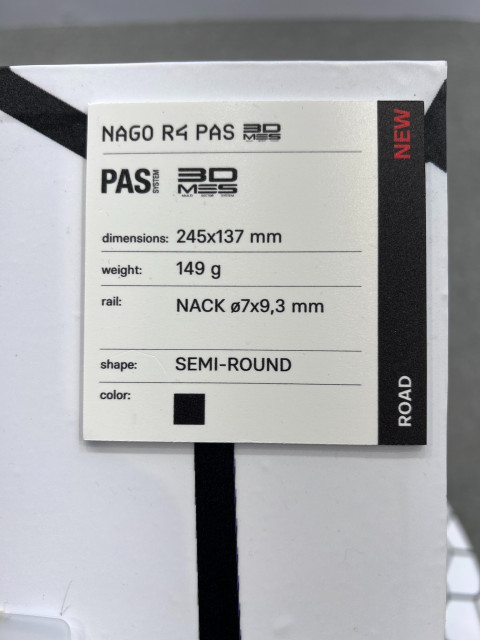 NAGO R4 PAS 3D MES
PAS SYSTEM 3D MES
dimensions: 245x137 mm
weight: 149 g
rail: NACK ø7x9,3 mm
shape: SEMI-ROUND
color:
NEW
ROAD